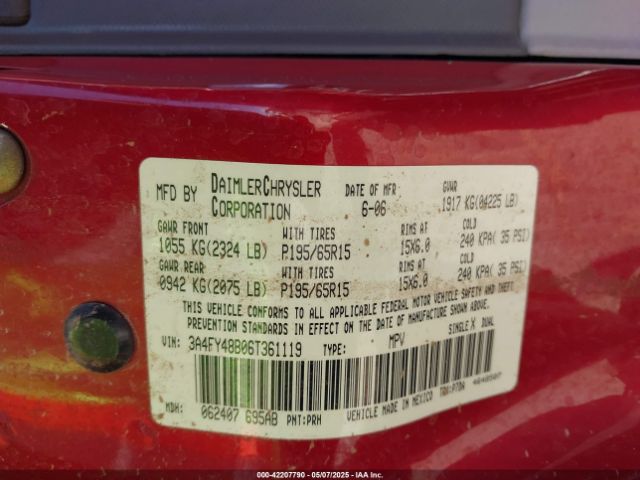 MFD BY DAIMLERCHRYSLER CORPORATION DATE OF MFR 6-06 GVWR 1917 KG(04225 LB)
GAWR FRONT WITH TIRES RIMS AT COLD
1055 KG(2324 LB) P195/65R15 15X6.0 240 KPA( 35 PSI)
GAWR REAR WITH TIRES RIMS AT COLD
0942 KG(2075 LB) P195/65R15 15X6.0 240 KPA( 35 PSI)
THIS VEHICLE CONFORMS TO ALL APPLICABLE FEDERAL MOTOR VEHICLE SAFETY AND THEFT
PREVENTION STANDARDS IN EFFECT ON THE DATE OF MANUFACTURE SHOWN ABOVE.
VIN: 3A4FY48B06T361119 TYPE: MPV SINGLE X DUAL
MDH: 062407 695AB PNT:PRH VEHICLE MADE IN MEXICO
000-42207790 - 05/07/2025 - IAA